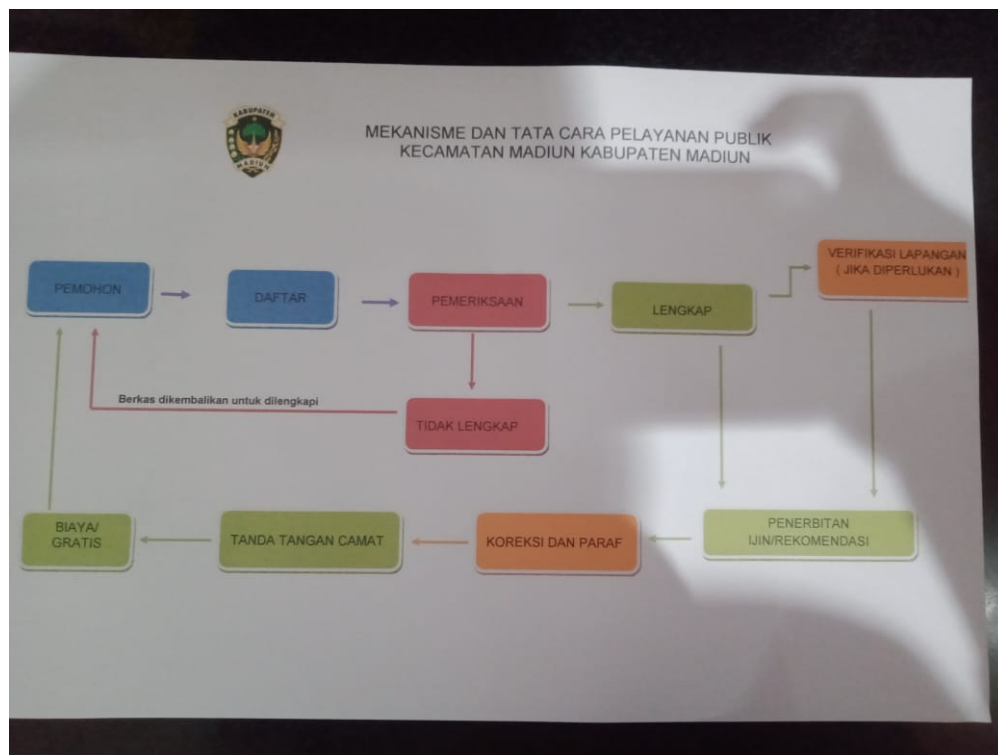 KABUPATEN
MADIUN
MEKANISME DAN TATA CARA PELAYANAN PUBLIK
KECAMATAN MADIUN KABUPATEN MADIUN
PEMOHON
DAFTAR
PEMERIKSAAN
LENGKAP
VERIFIKASI LAPANGAN
( JIKA DIPERLUKAN )
Berkas dikembalikan untuk dilengkapi
TIDAK LENGKAP
BIAYA/
GRATIS
TANDA TANGAN CAMAT
KOREKSI DAN PARAF
PENERBITAN
IJIN/REKOMENDASI